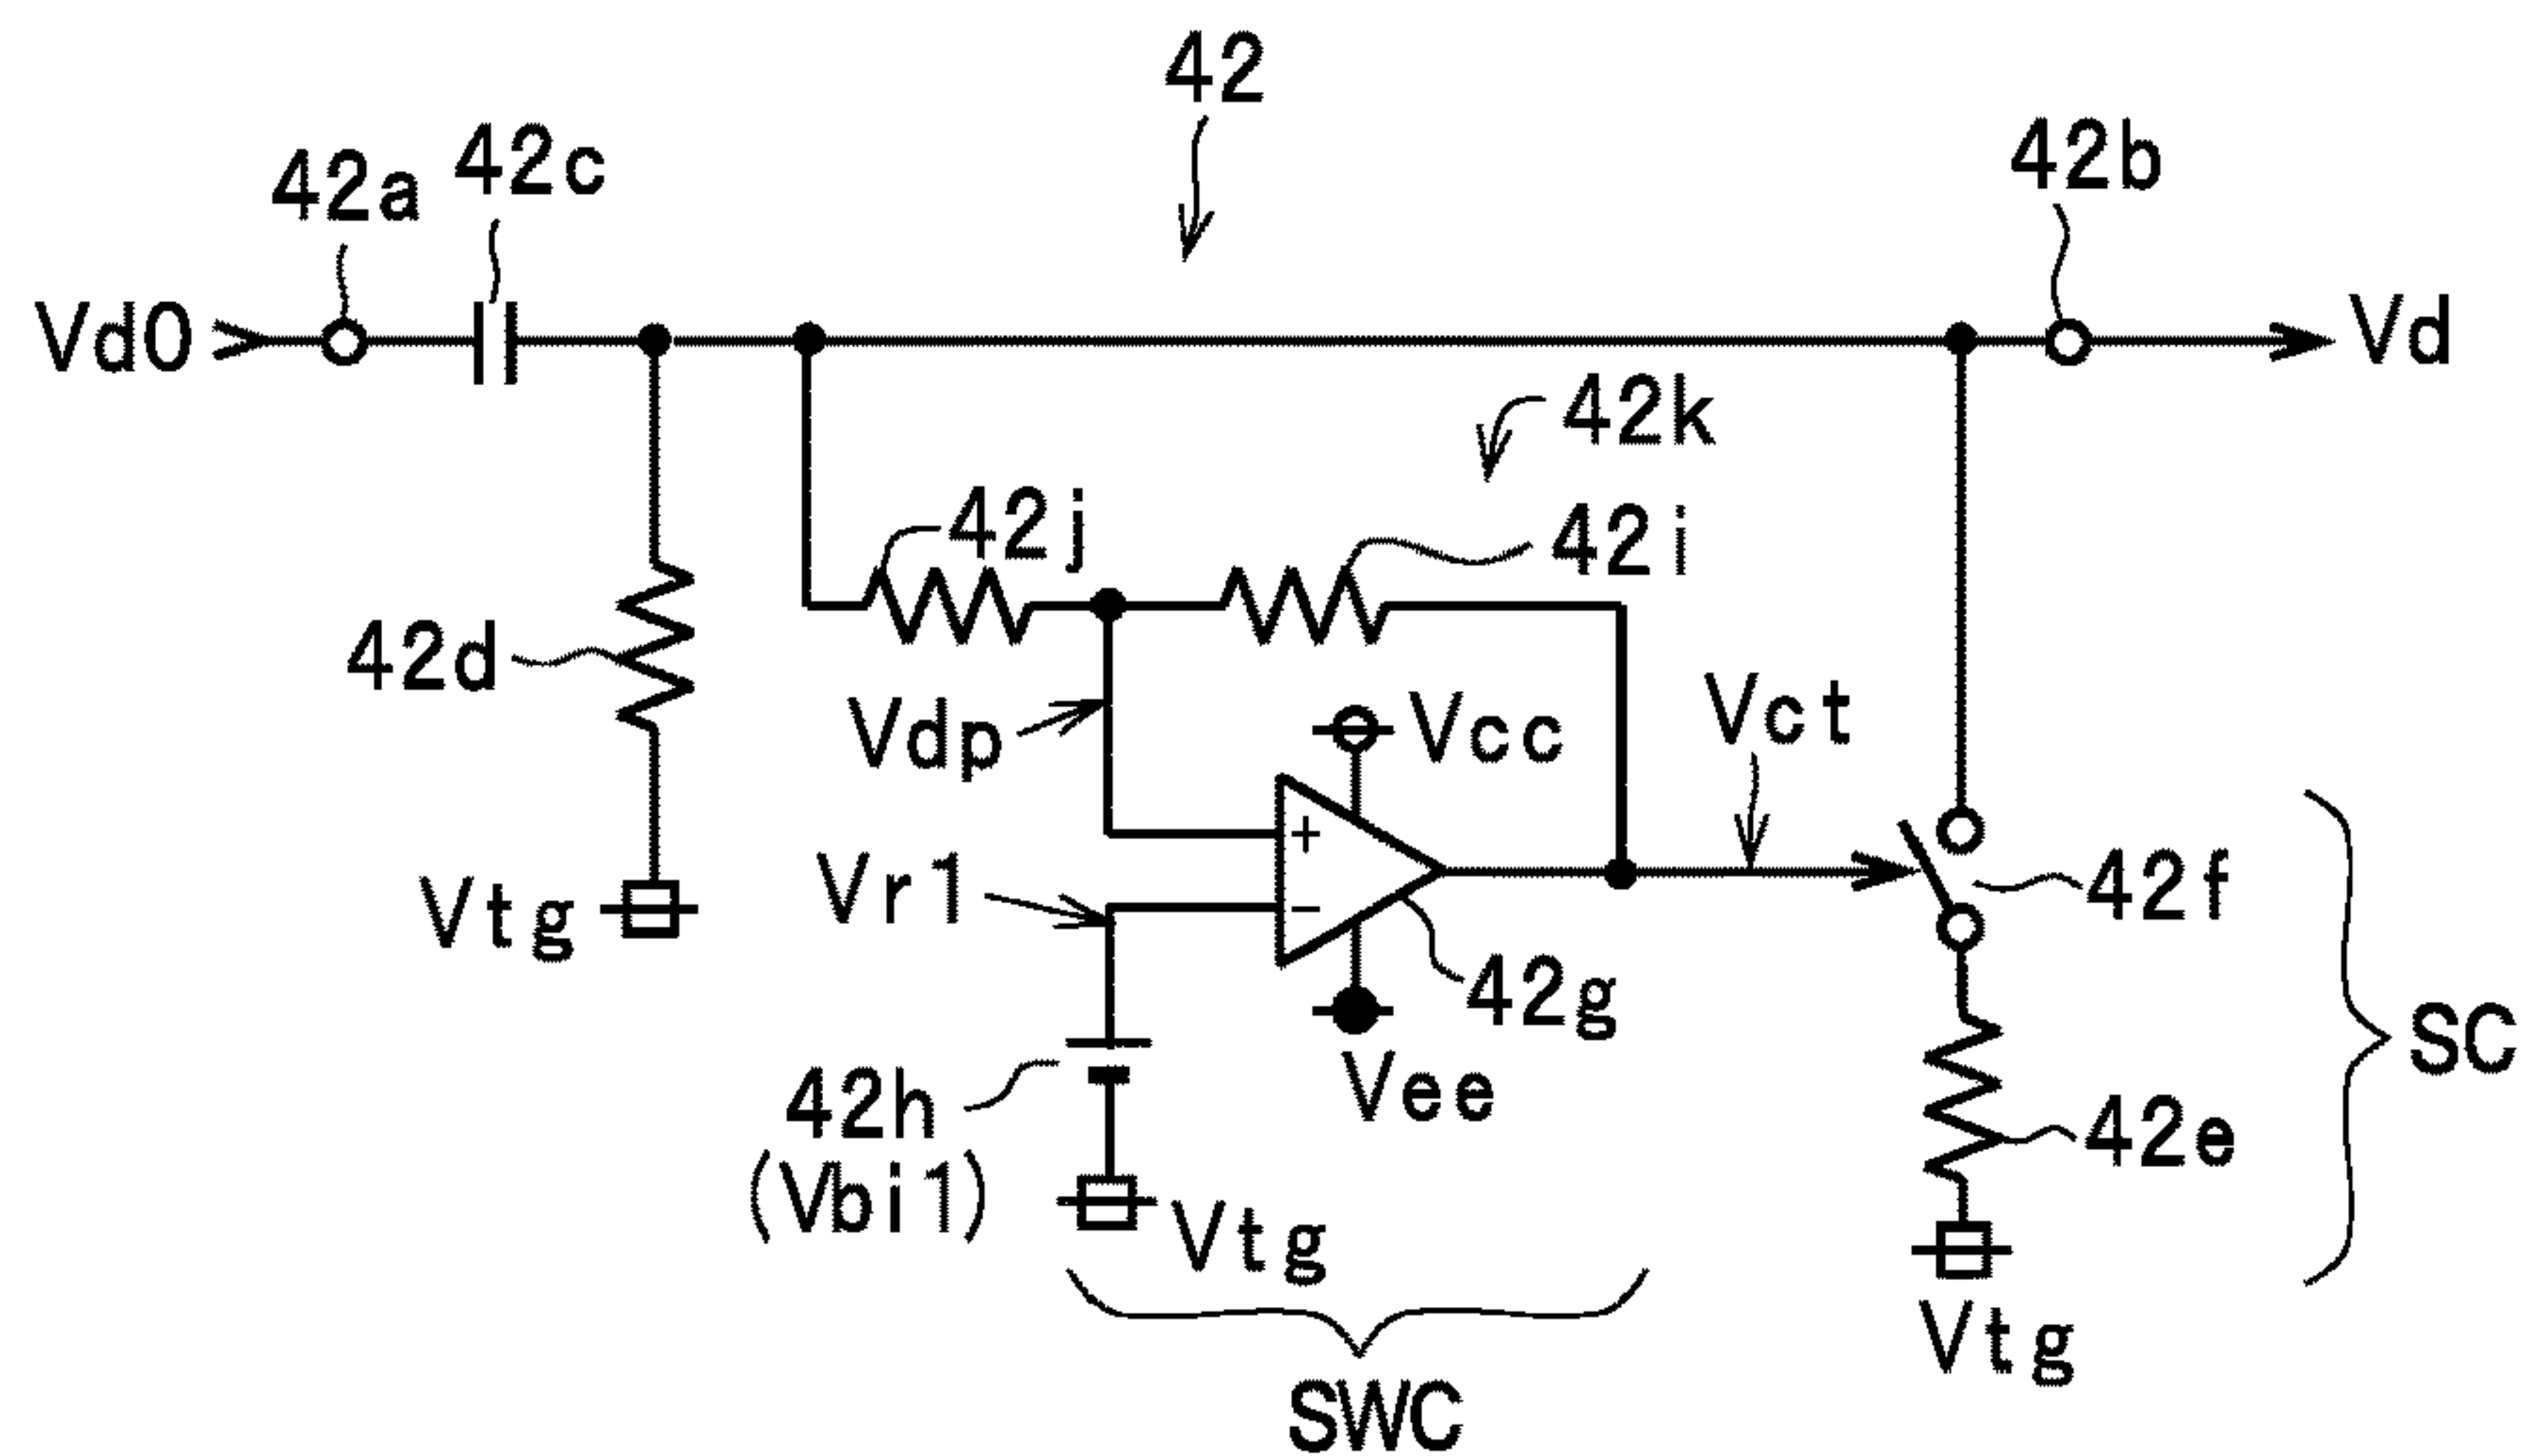 42
42a
42c
42b
Vd0
Vd
42k
42j
42i
42d
Vdp
Vcc
Vct
+
Vr1
Vtg
−
42f
42g
SC
42h
(Vbi1)
Vee
42e
Vtg
Vtg
SWC